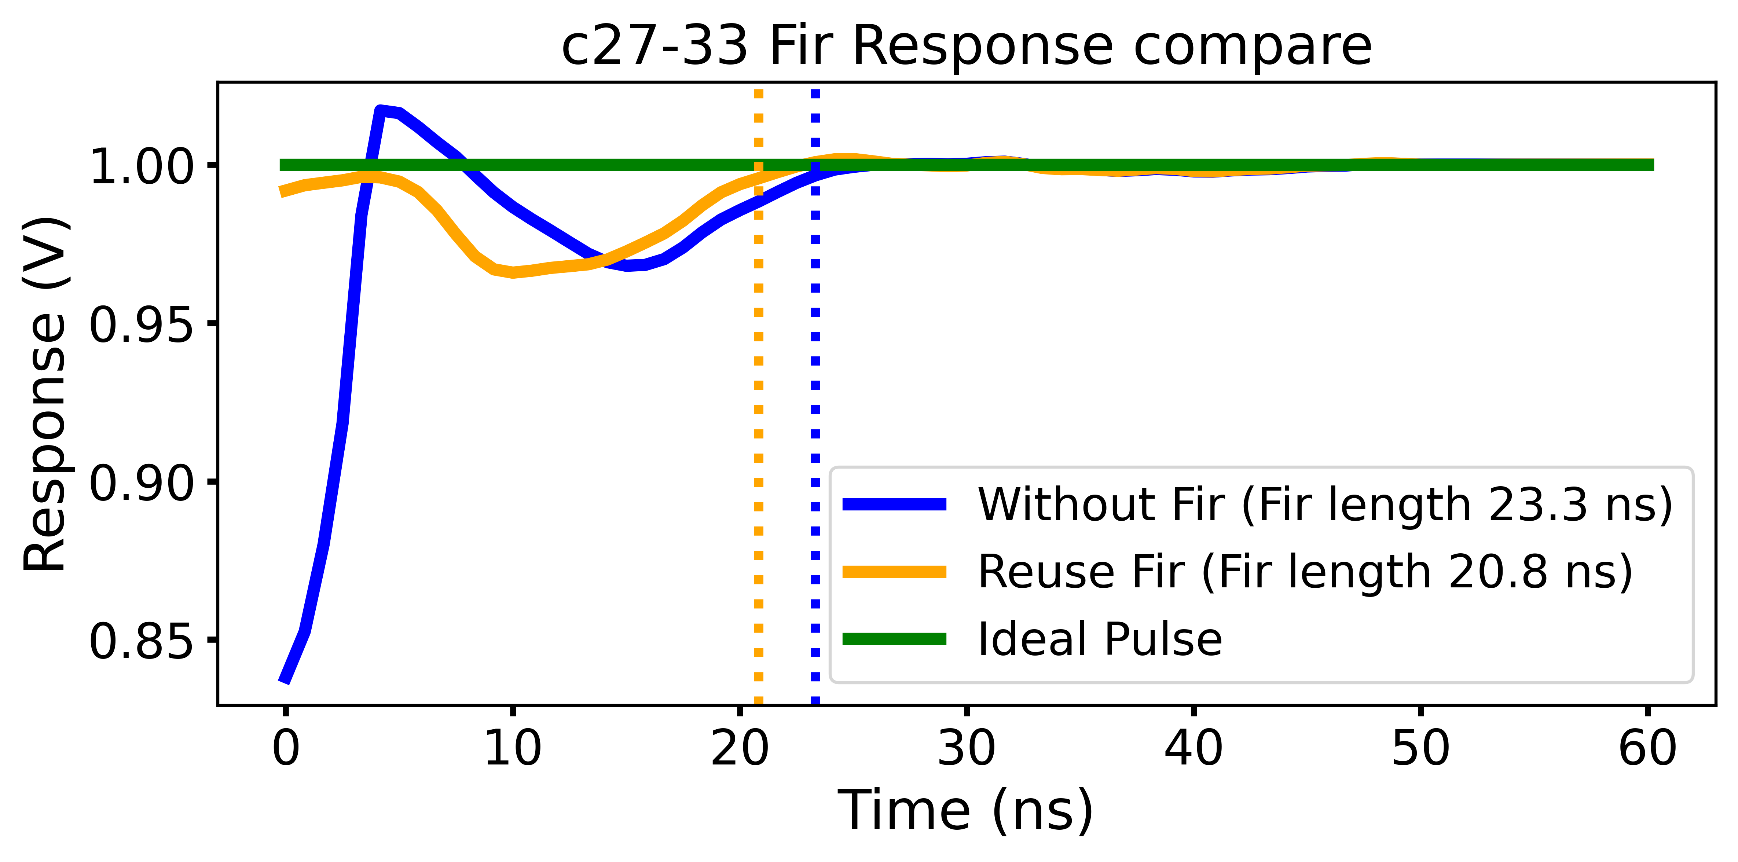 c27-33 Fir Response compare
Response (V)
1.00
0.95
0.90
0.85
Without Fir (Fir length 23.3 ns)
Reuse Fir (Fir length 20.8 ns)
Ideal Pulse
0 10 20 30 40 50 60
Time (ns)